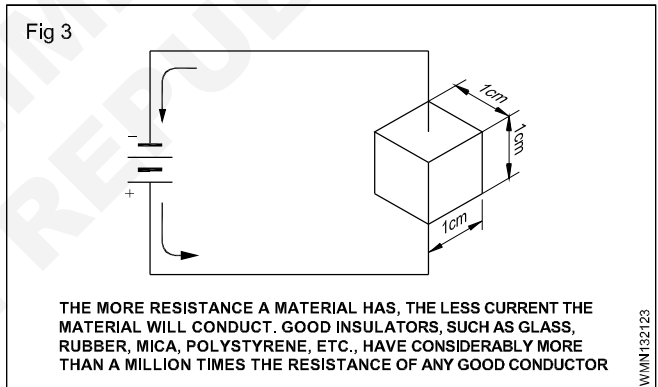 Fig 3
1cm
1cm
1cm
–
+
THE MORE RESISTANCE A MATERIAL HAS, THE LESS CURRENT THE
MATERIAL WILL CONDUCT. GOOD INSULATORS, SUCH AS GLASS,
RUBBER, MICA, POLYSTYRENE, ETC., HAVE CONSIDERABLY MORE
THAN A MILLION TIMES THE RESISTANCE OF ANY GOOD CONDUCTOR
WMN132123